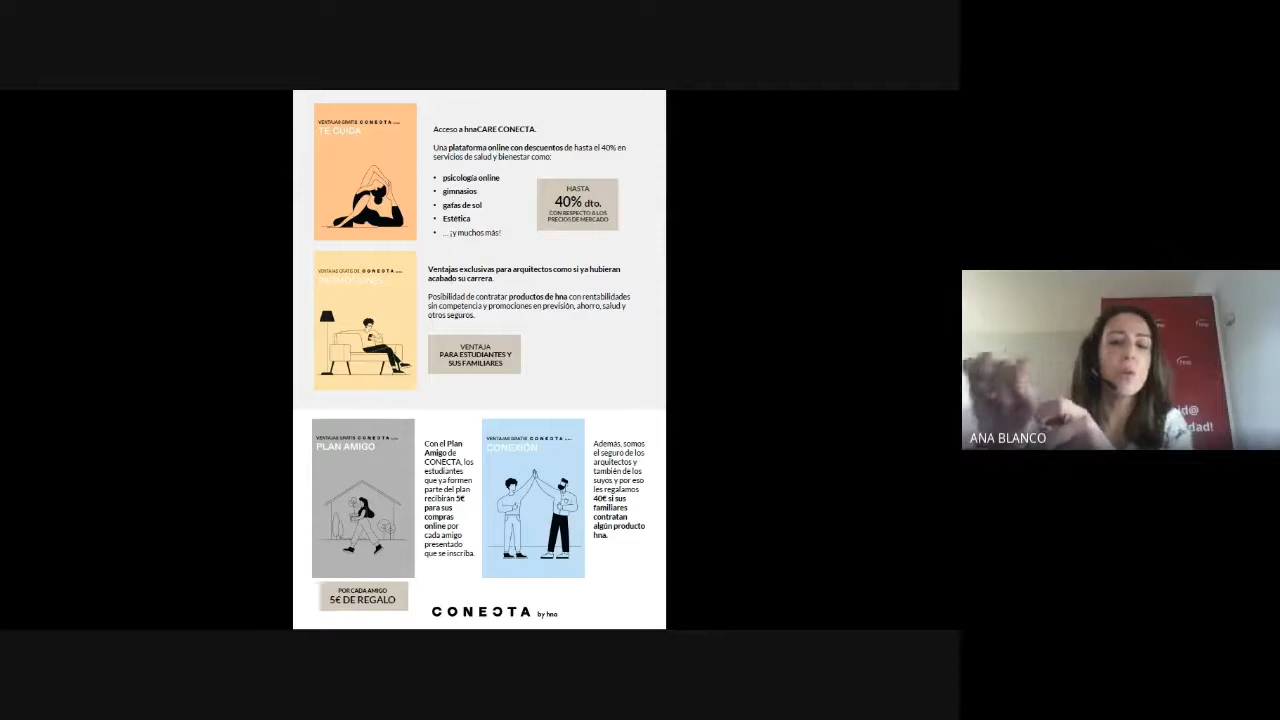 VENTAJAS GRATIS CONECTA
TE CUIDA
Acceso a hnaCARE CONECTA.
Una plataforma online con descuentos de hasta el 40% en
servicios de salud y bienestar como:
• psicología online
• gimnasios
• gafas de sol
• Estética
• ... ¡y muchos más!
HASTA
40% dto.
CON RESPECTO A LOS
PRECIOS DE MERCADO
VENTAJAS GRATIS DE CONECTA
PROMOCIONES
Ventajas exclusivas para arquitectos como si ya hubieran
acabado su carrera.
Posibilidad de contratar productos de hna con rentabilidades
sin competencia y promociones en previsión, ahorro, salud y
otros seguros.
VENTAJA
PARA ESTUDIANTES Y
SUS FAMILIARES
VENTAJAS GRATIS CONECTA
PLAN AMIGO
Con el Plan
Amigo de
CONECTA, los
estudiantes
que ya formen
parte del plan
recibirán 5€
para sus
compras
online por
cada amigo
presentado
que se inscriba.
POR CADA AMIGO
5€ DE REGALO
VENTAJAS GRATIS CONECTA
CONEXIÓN
Además, somos
el seguro de los
arquitectos y
también de los
suyos y por eso
les regalamos
40€ si sus
familiares
contratan
algún producto
hna.
CONECTA by hna
hna
hna
id@
dad!
ANA BLANCO